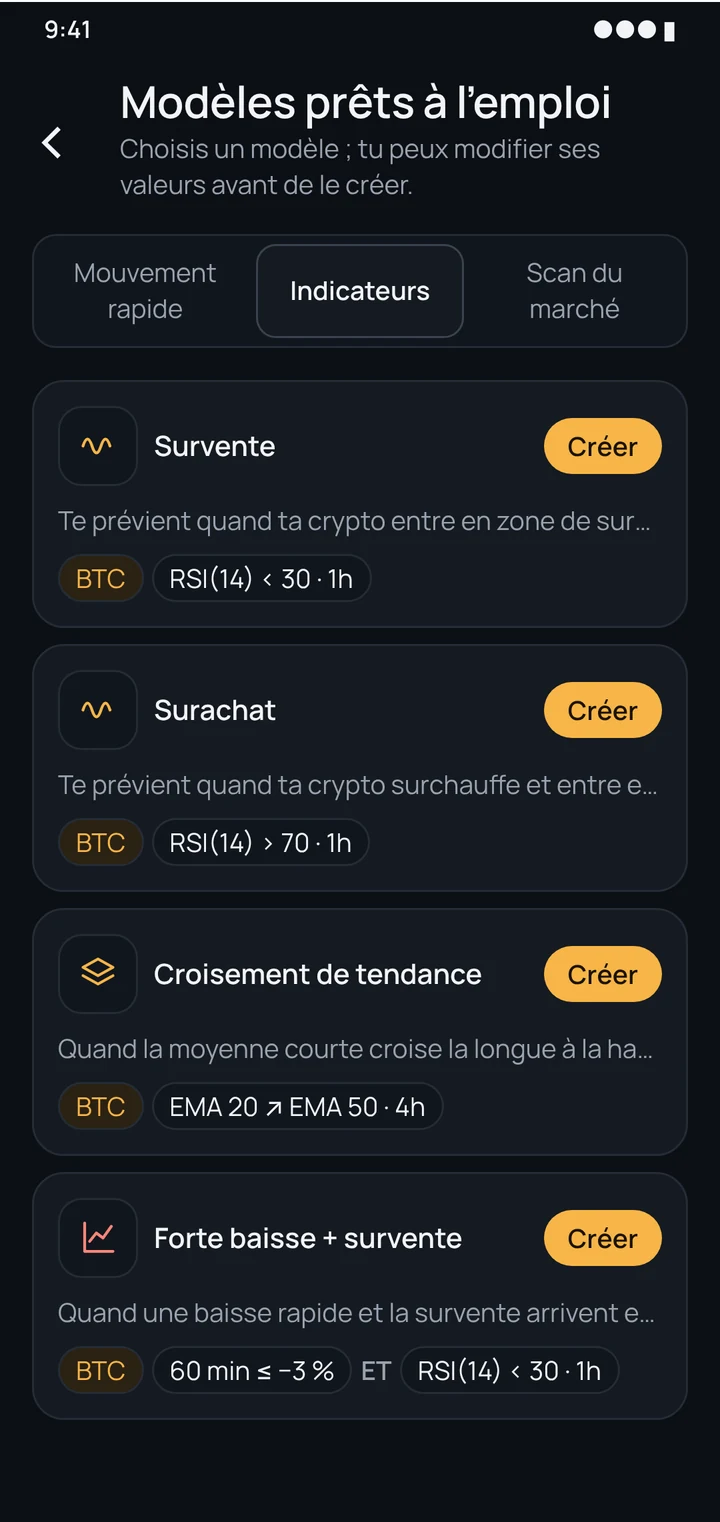 9:41
Modèles prêts à l’emploi
Choisis un modèle ; tu peux modifier ses
valeurs avant de le créer.
Mouvement
rapide
Indicateurs
Scan du
marché
Survente
Créer
Te prévient quand ta crypto entre en zone de sur…
BTC
RSI(14) < 30 · 1h
Surachat
Créer
Te prévient quand ta crypto surchauffe et entre e…
BTC
RSI(14) > 70 · 1h
Croisement de tendance
Créer
Quand la moyenne courte croise la longue à la ha…
BTC
EMA 20 ↗ EMA 50 · 4h
Forte baisse + survente
Créer
Quand une baisse rapide et la survente arrivent e…
BTC
60 min ≤ −3 %
ET
RSI(14) < 30 · 1h